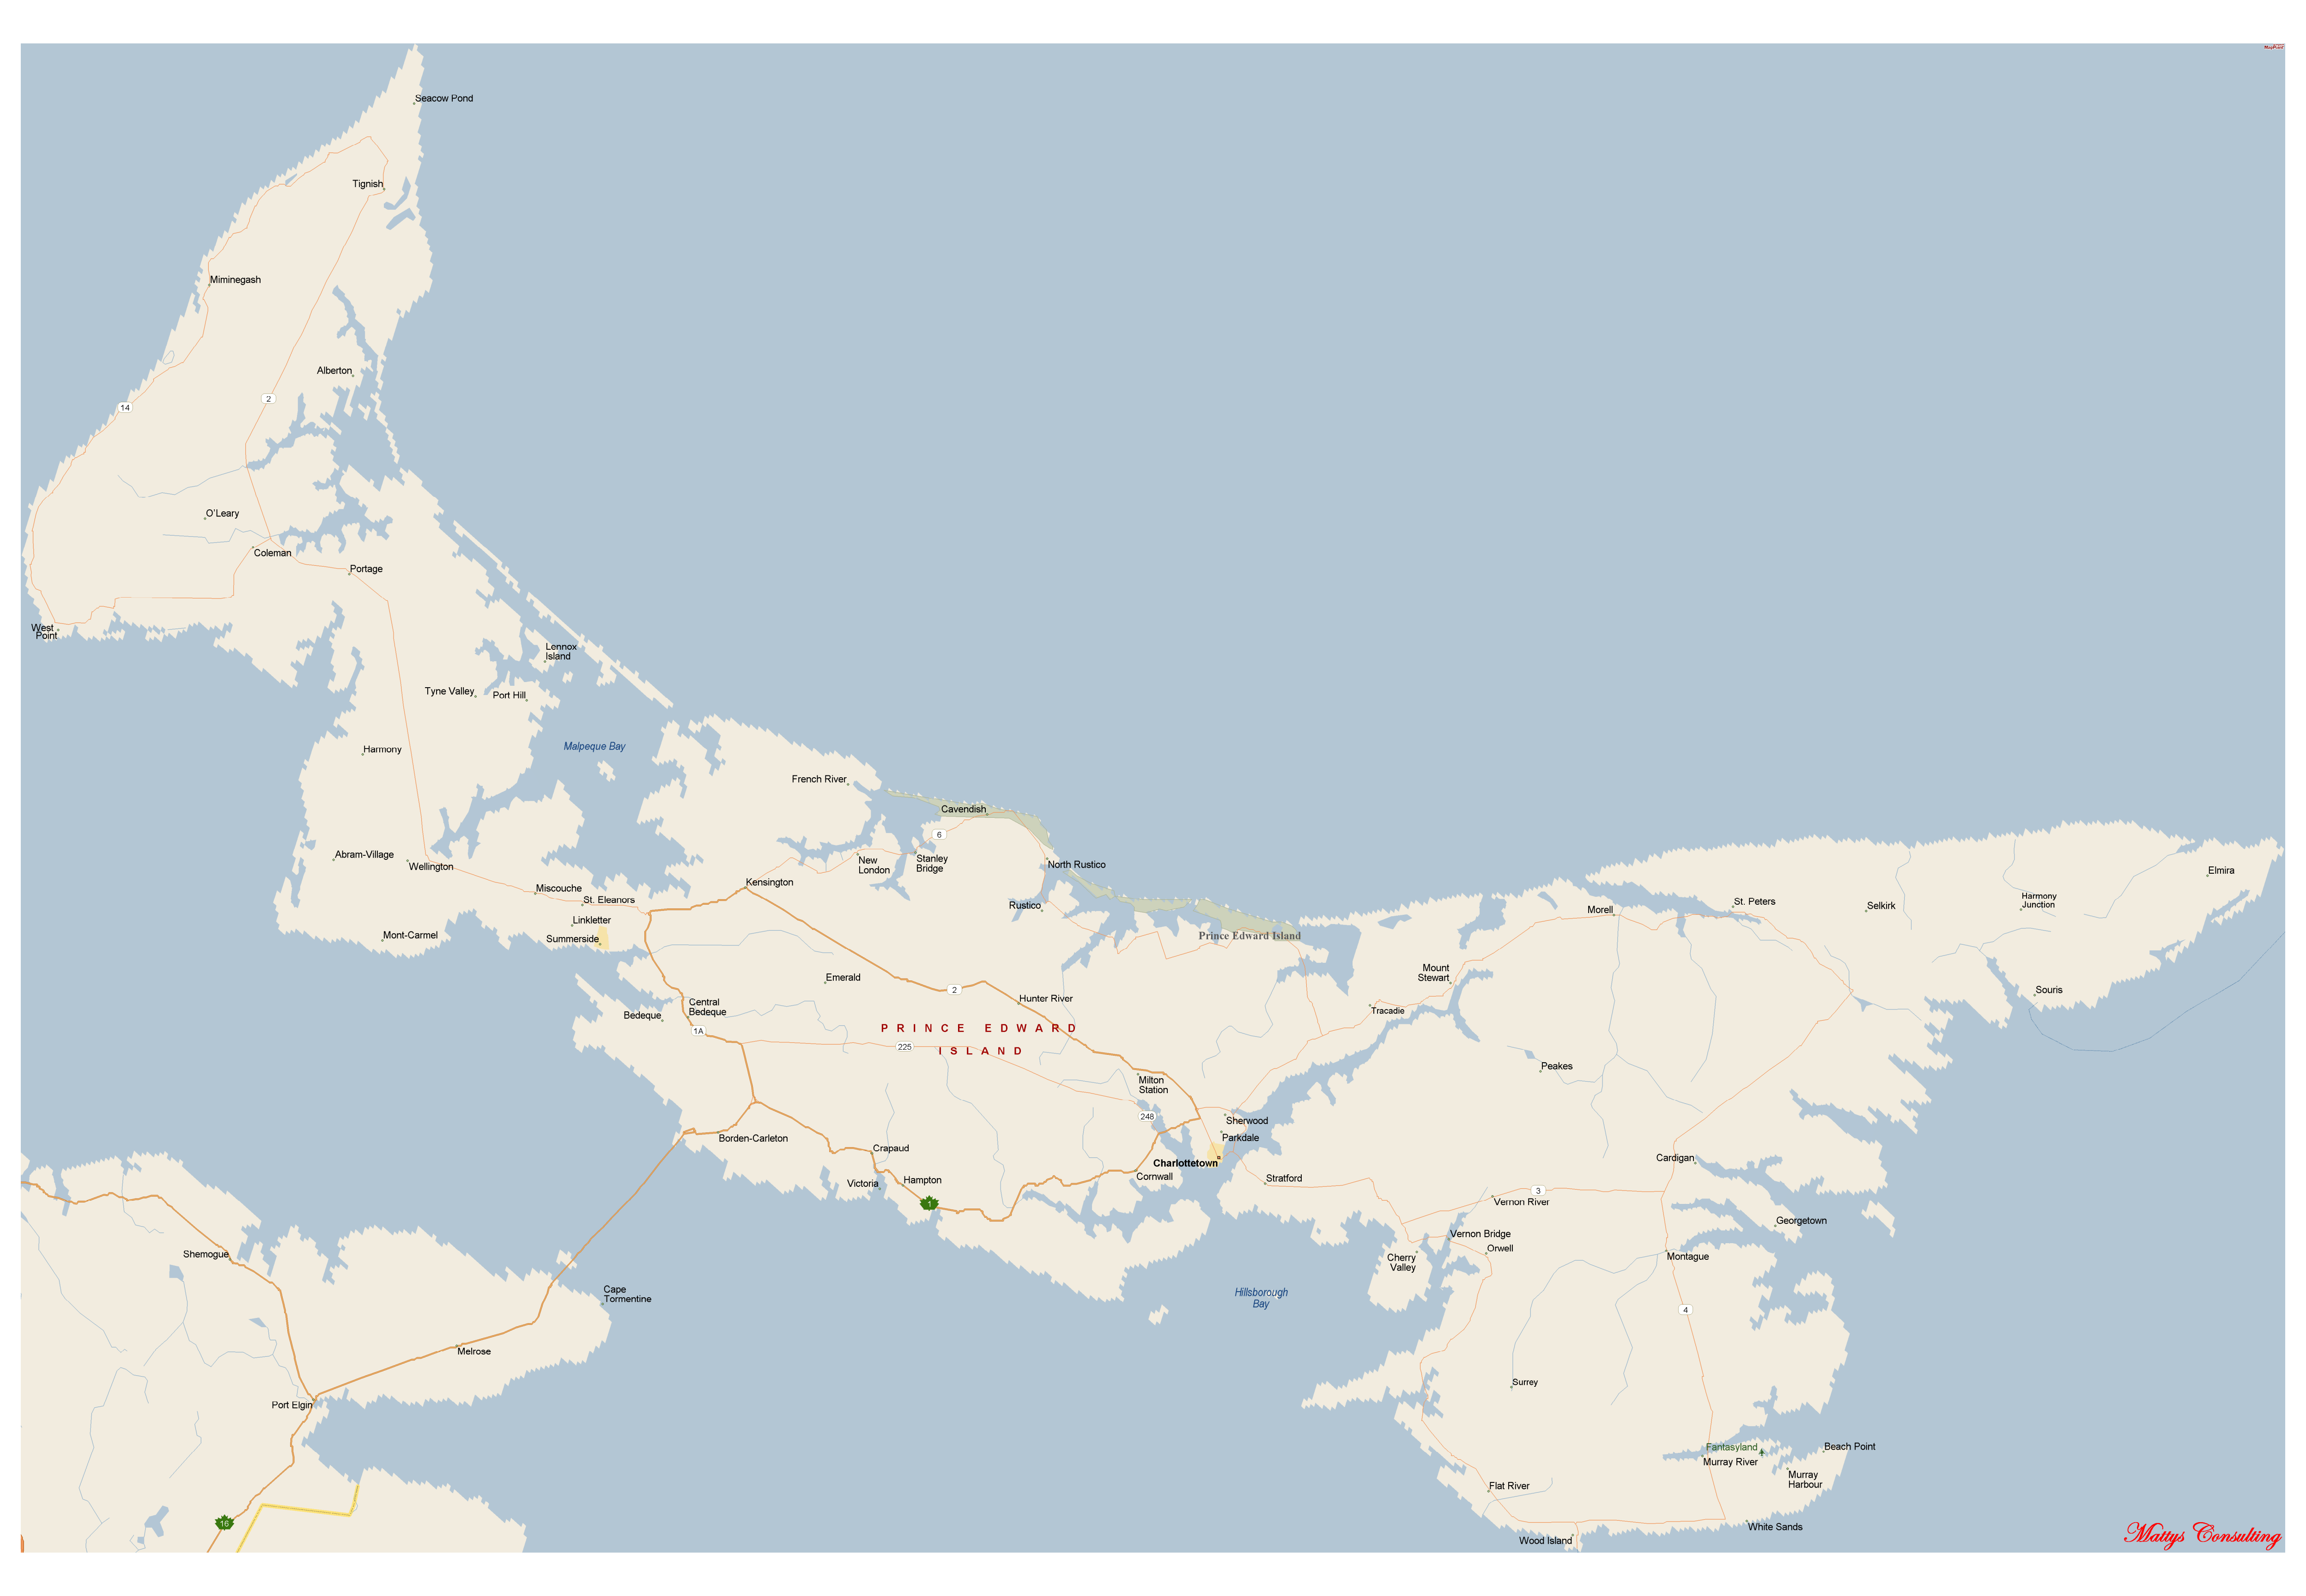 MapPoint
Seacow Pond
Tignish
Miminegash
Alberton
14
2
O'Leary
Coleman
Portage
West
Point
Lennox
Island
Tyne Valley
Port Hill
Malpeque Bay
Harmony
French River
Cavendish
6
Abram-Village
Wellington
New
London
Stanley
Bridge
North Rustico
Elmira
Miscouche
Kensington
St. Eleanors
Rustico
Morell
St. Peters
Selkirk
Harmony
Junction
Linkletter
Mont-Carmel
Summerside
Prince Edward Island
Emerald
Mount
Stewart
2
Hunter River
Souris
Central
Bedeque
Bedeque
Tracadie
1A
PRINCE EDWARD
ISLAND
225
Peakes
Milton
Station
248
Sherwood
Borden-Carleton
Parkdale
Crapaud
Charlottetown
Cardigan
Victoria
Hampton
Cornwall
Stratford
3
1
Vernon River
Georgetown
Shemogue
Vernon Bridge
Orwell
Cherry
Valley
Montague
Cape
Tormentine
Hillsborough
Bay
4
Melrose
Surrey
Port Elgin
Fantasyland
Beach Point
Murray River
Murray
Harbour
Flat River
16
White Sands
Wood Island
Mattys Consulting